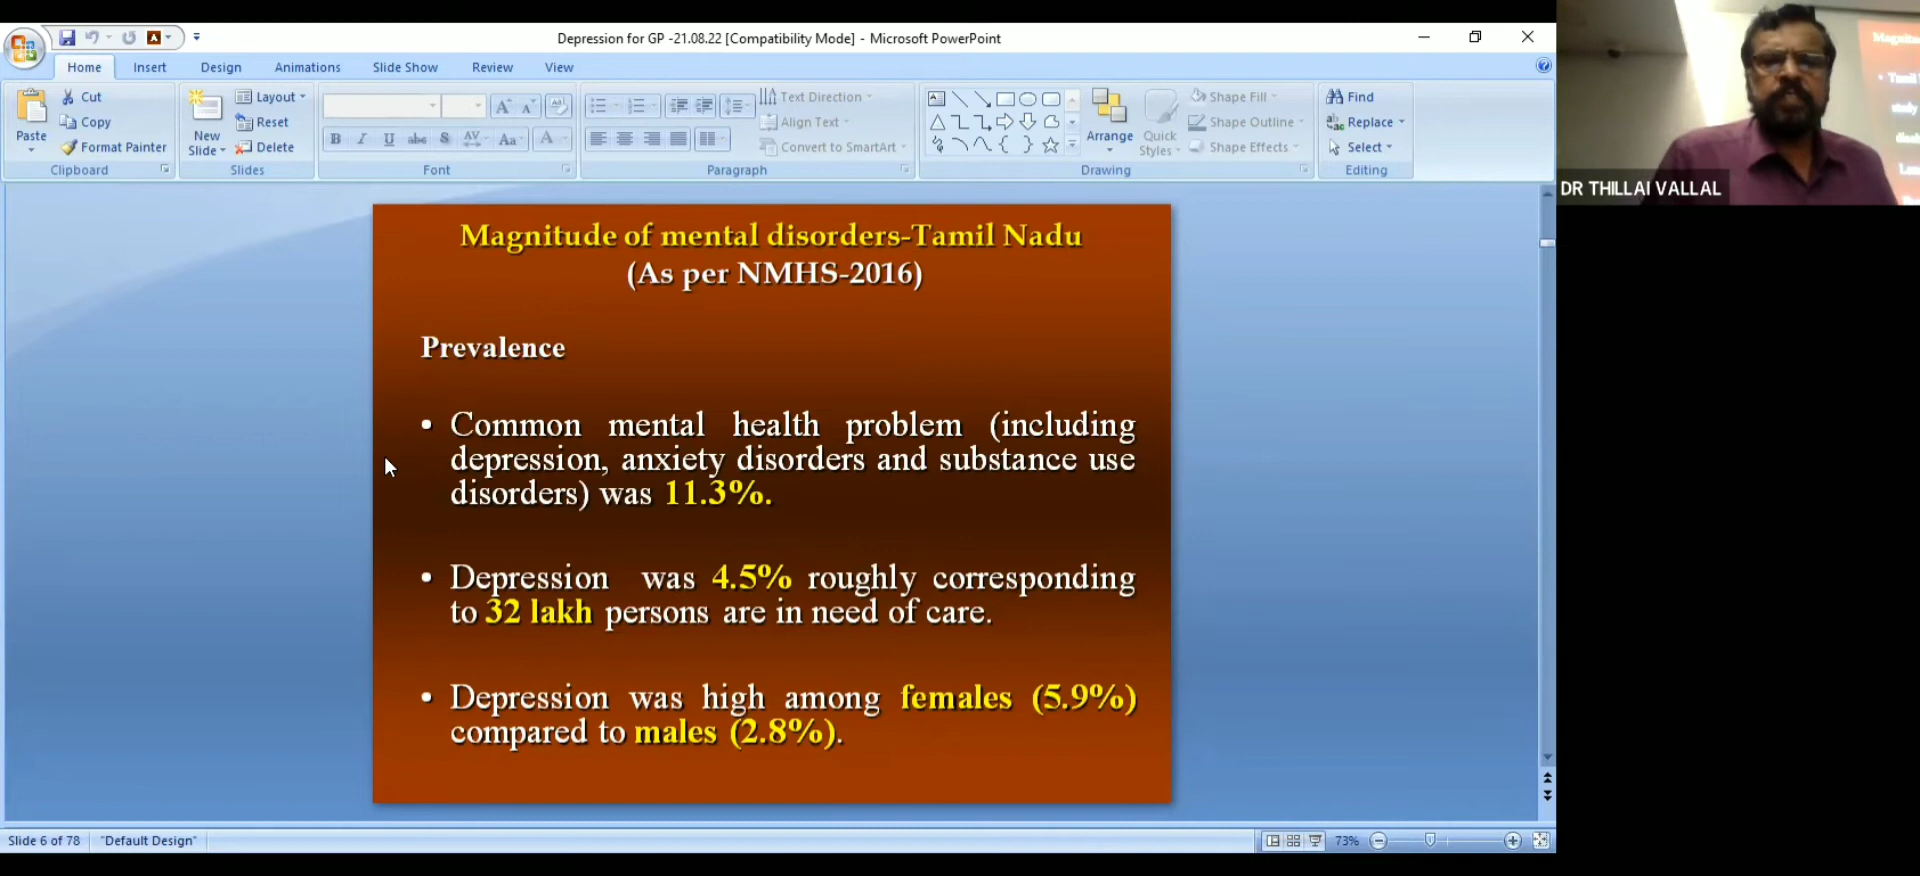 Depression for GP -21.08.22 [Compatibility Mode] - Microsoft PowerPoint
Home Insert Design Animations Slide Show Review View
Paste
Cut
Copy
Format Painter
Clipboard
New Slide
Layout
Reset
Delete
Slides
Font
Text Direction
Align Text
Convert to SmartArt
Paragraph
Arrange
Quick Styles
Shape Fill
Shape Outline
Shape Effects
Drawing
Find
Replace
Select
Editing
DR THILLAI VALLAL
Magnitude of mental disorders-Tamil Nadu
(As per NMHS-2016)
Prevalence
• Common mental health problem (including
depression, anxiety disorders and substance use
disorders) was 11.3%.
• Depression was 4.5% roughly corresponding
to 32 lakh persons are in need of care.
• Depression was high among females (5.9%)
compared to males (2.8%).
Slide 6 of 78 "Default Design" 73%